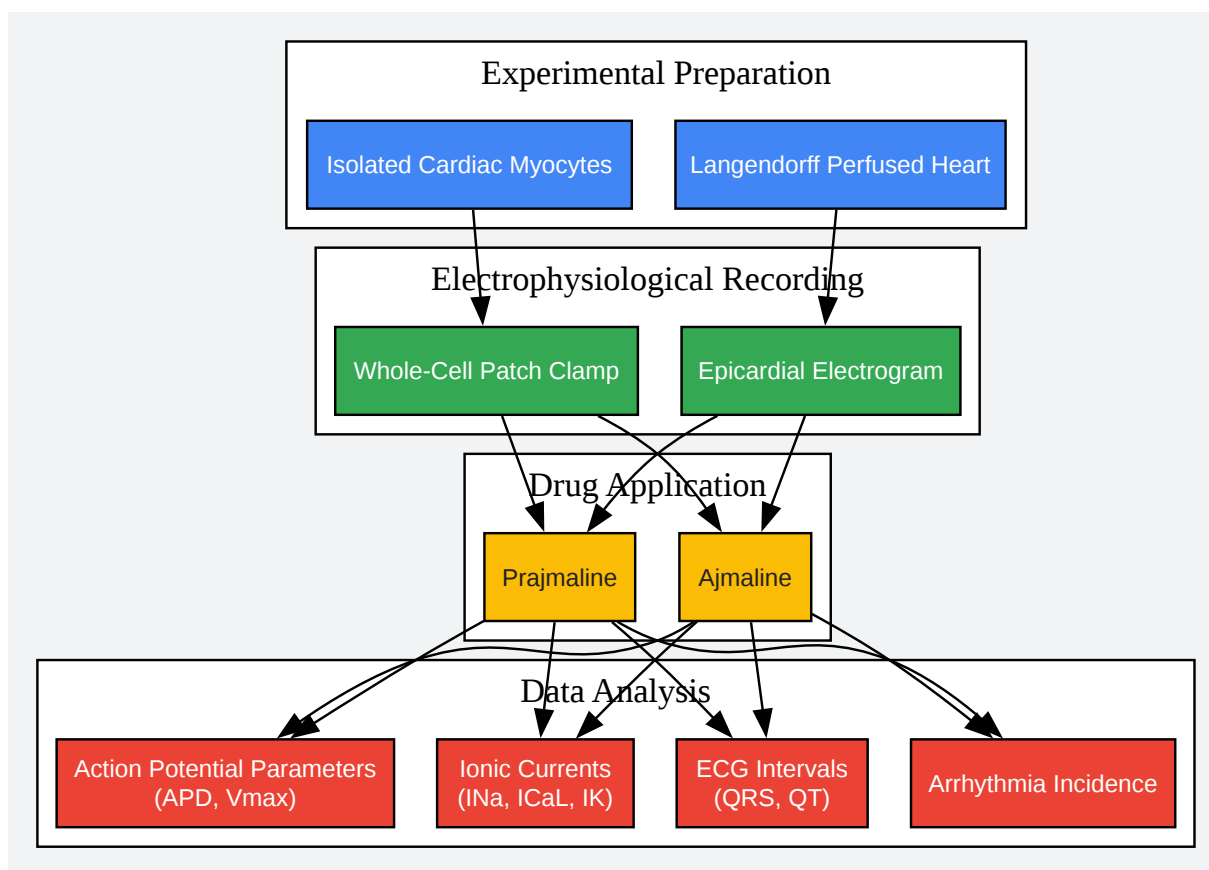 Experimental Preparation
Isolated Cardiac Myocytes
Langendorff Perfused Heart
Electrophysiological Recording
Whole-Cell Patch Clamp
Epicardial Electrogram
Drug Application
Prajmaline
Ajmaline
Data Analysis
Action Potential Parameters
(APD, Vmax)
Ionic Currents
(INa, ICaL, IK)
ECG Intervals
(QRS, QT)
Arrhythmia Incidence